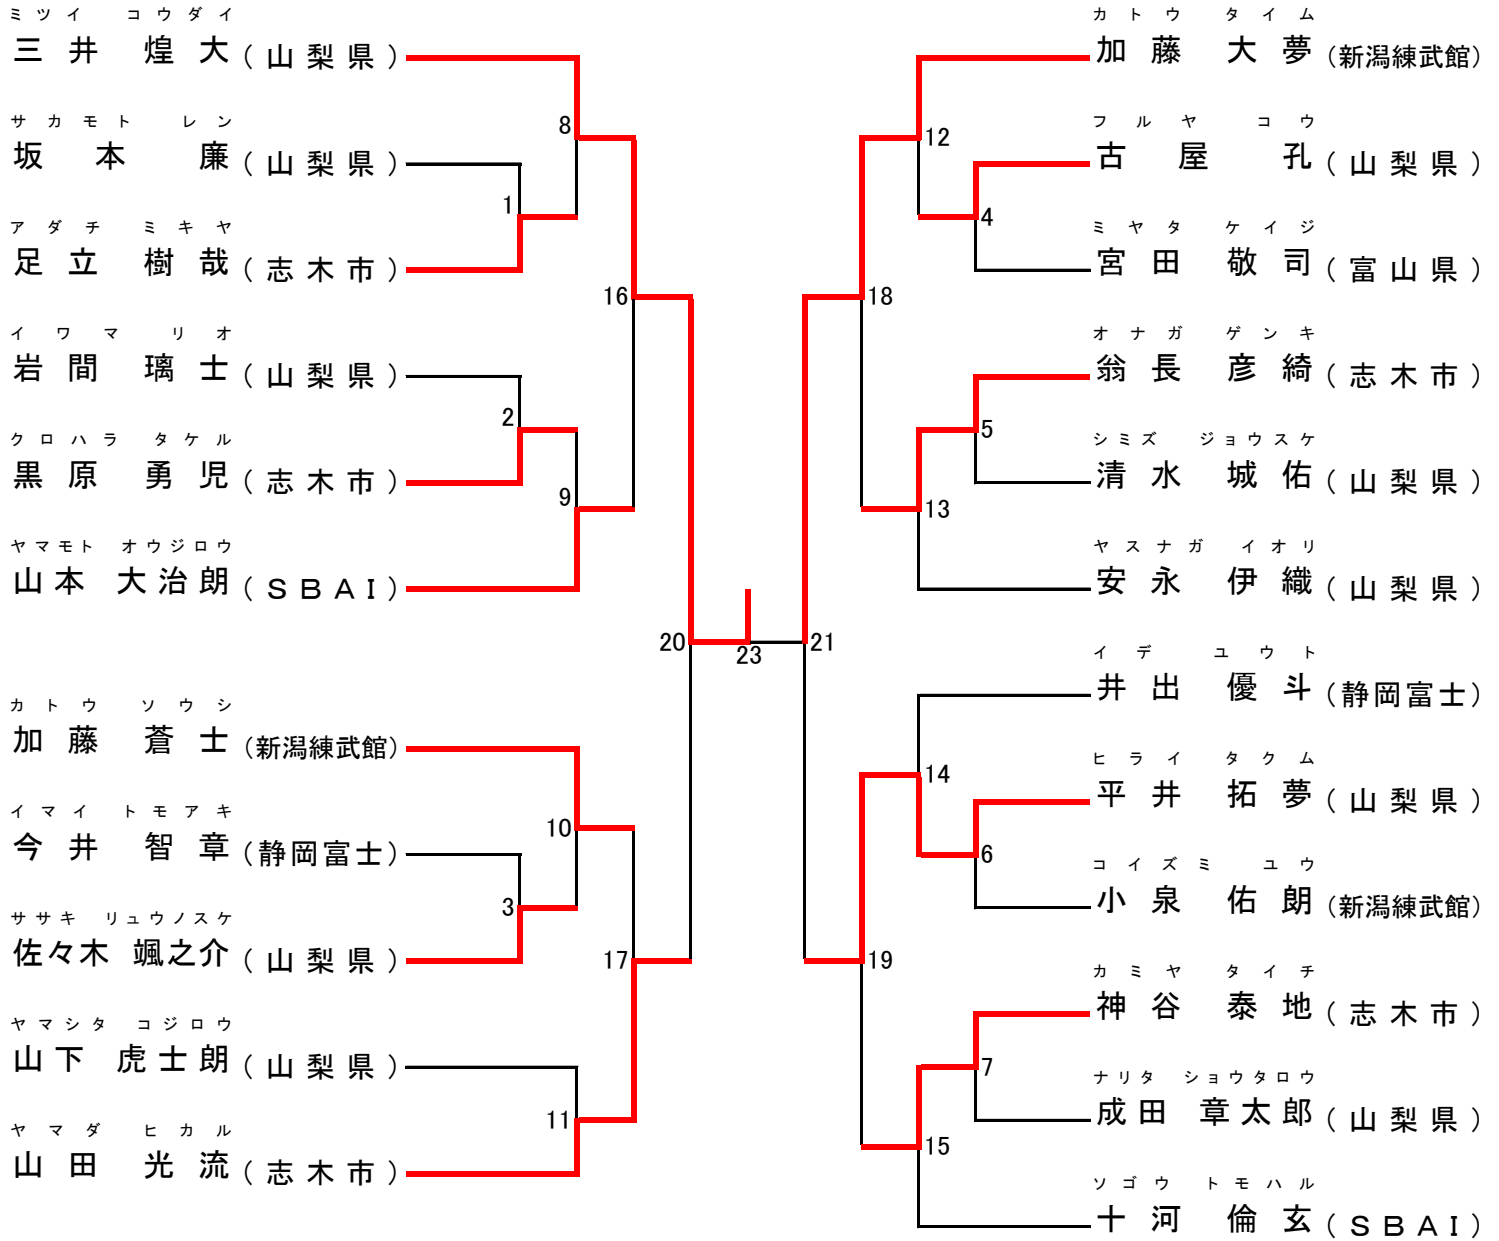 ミツイ コウダイ
三井 煌大 (山梨県)
サカモト レン
坂本 廉 (山梨県)
アダチ ミキヤ
足立 樹哉 (志木市)
イワマ リオ
岩間 璃士 (山梨県)
クロハラ タケル
黒原 勇児 (志木市)
ヤマモト オウジロウ
山本 大治朗 (SBAI)
カトウ ソウシ
加藤 蒼士 (新潟練武館)
イマイ トモアキ
今井 智章 (静岡富士)
ササキ リュウノスケ
佐々木 颯之介 (山梨県)
ヤマシタ コジロウ
山下 虎士朗 (山梨県)
ヤマダ ヒカル
山田 光流 (志木市)
8
1
16
2
9
20
10
3
17
11
23
12
4
18
5
13
21
14
6
19
7
15
カトウ タイム
加藤 大夢 (新潟練武館)
フルヤ コウ
古屋 孔 (山梨県)
ミヤタ ケイジ
宮田 敬司 (富山県)
オナガ ゲンキ
翁長 彦綺 (志木市)
シミズ ジョウスケ
清水 城佑 (山梨県)
ヤスナガ イオリ
安永 伊織 (山梨県)
イデ ユウト
井出 優斗 (静岡富士)
ヒライ タクム
平井 拓夢 (山梨県)
コイズミ ユウ
小泉 佑朗 (新潟練武館)
カミヤ タイチ
神谷 泰地 (志木市)
ナリタ ショウタロウ
成田 章太郎 (山梨県)
ソゴウ トモハル
十河 倫玄 (SBAI)